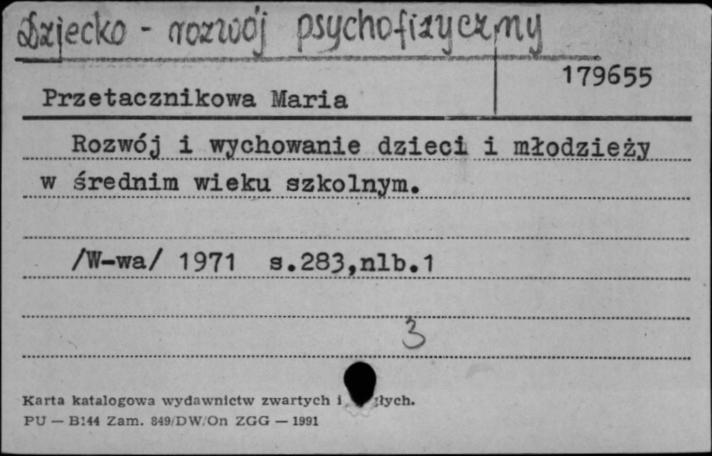 Dziecko - rozwój psychofizyczny
179655
Przetacznikowa Maria
Rozwój i wychowanie dzieci i młodzieży
w średnim wieku szkolnym.
/W-wa/ 1971 s.283,nlb.1
3
Karta katalogowa wydawnictw zwartych i
PU — B144 Zam. 849/DW/On ZGG — 1991